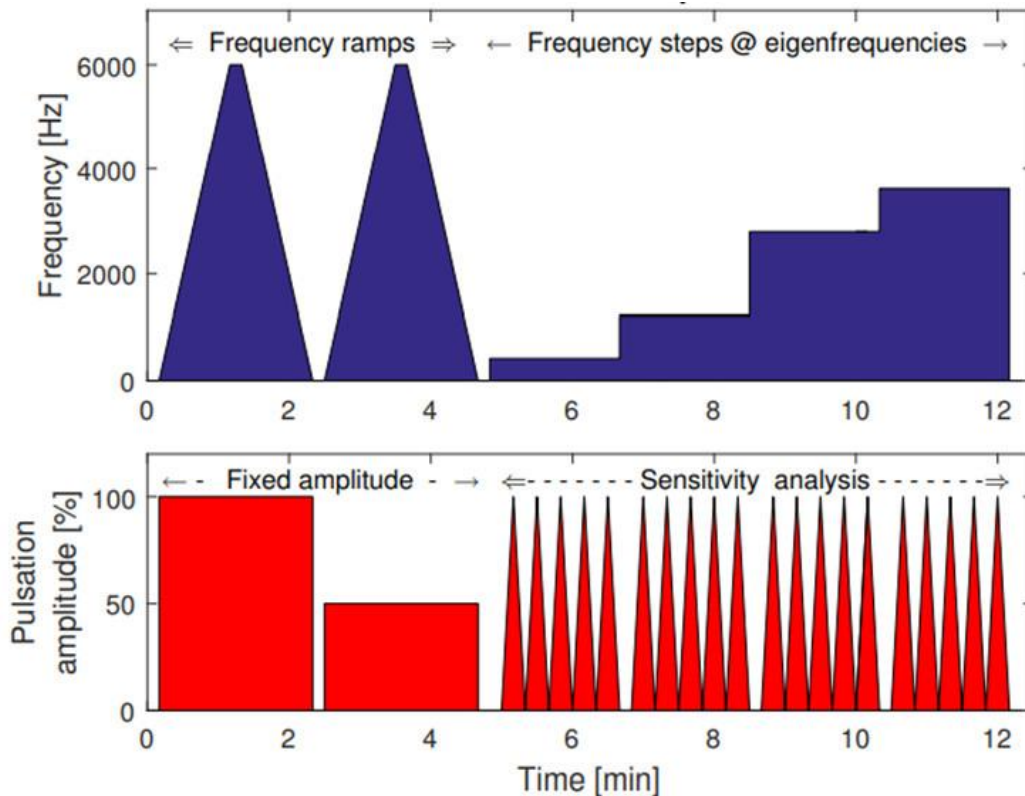 ⇐ Frequency ramps ⇒ ← Frequency steps @ eigenfrequencies →
6000
4000
2000
0
Frequency [Hz]
0 2 4 6 8 10 12
← - Fixed amplitude - → ⇐ - - - - - - - Sensitivity analysis - - - - - - - ⇒
100
50
0
Pulsation
amplitude [%]
0 2 4 6 8 10 12
Time [min]